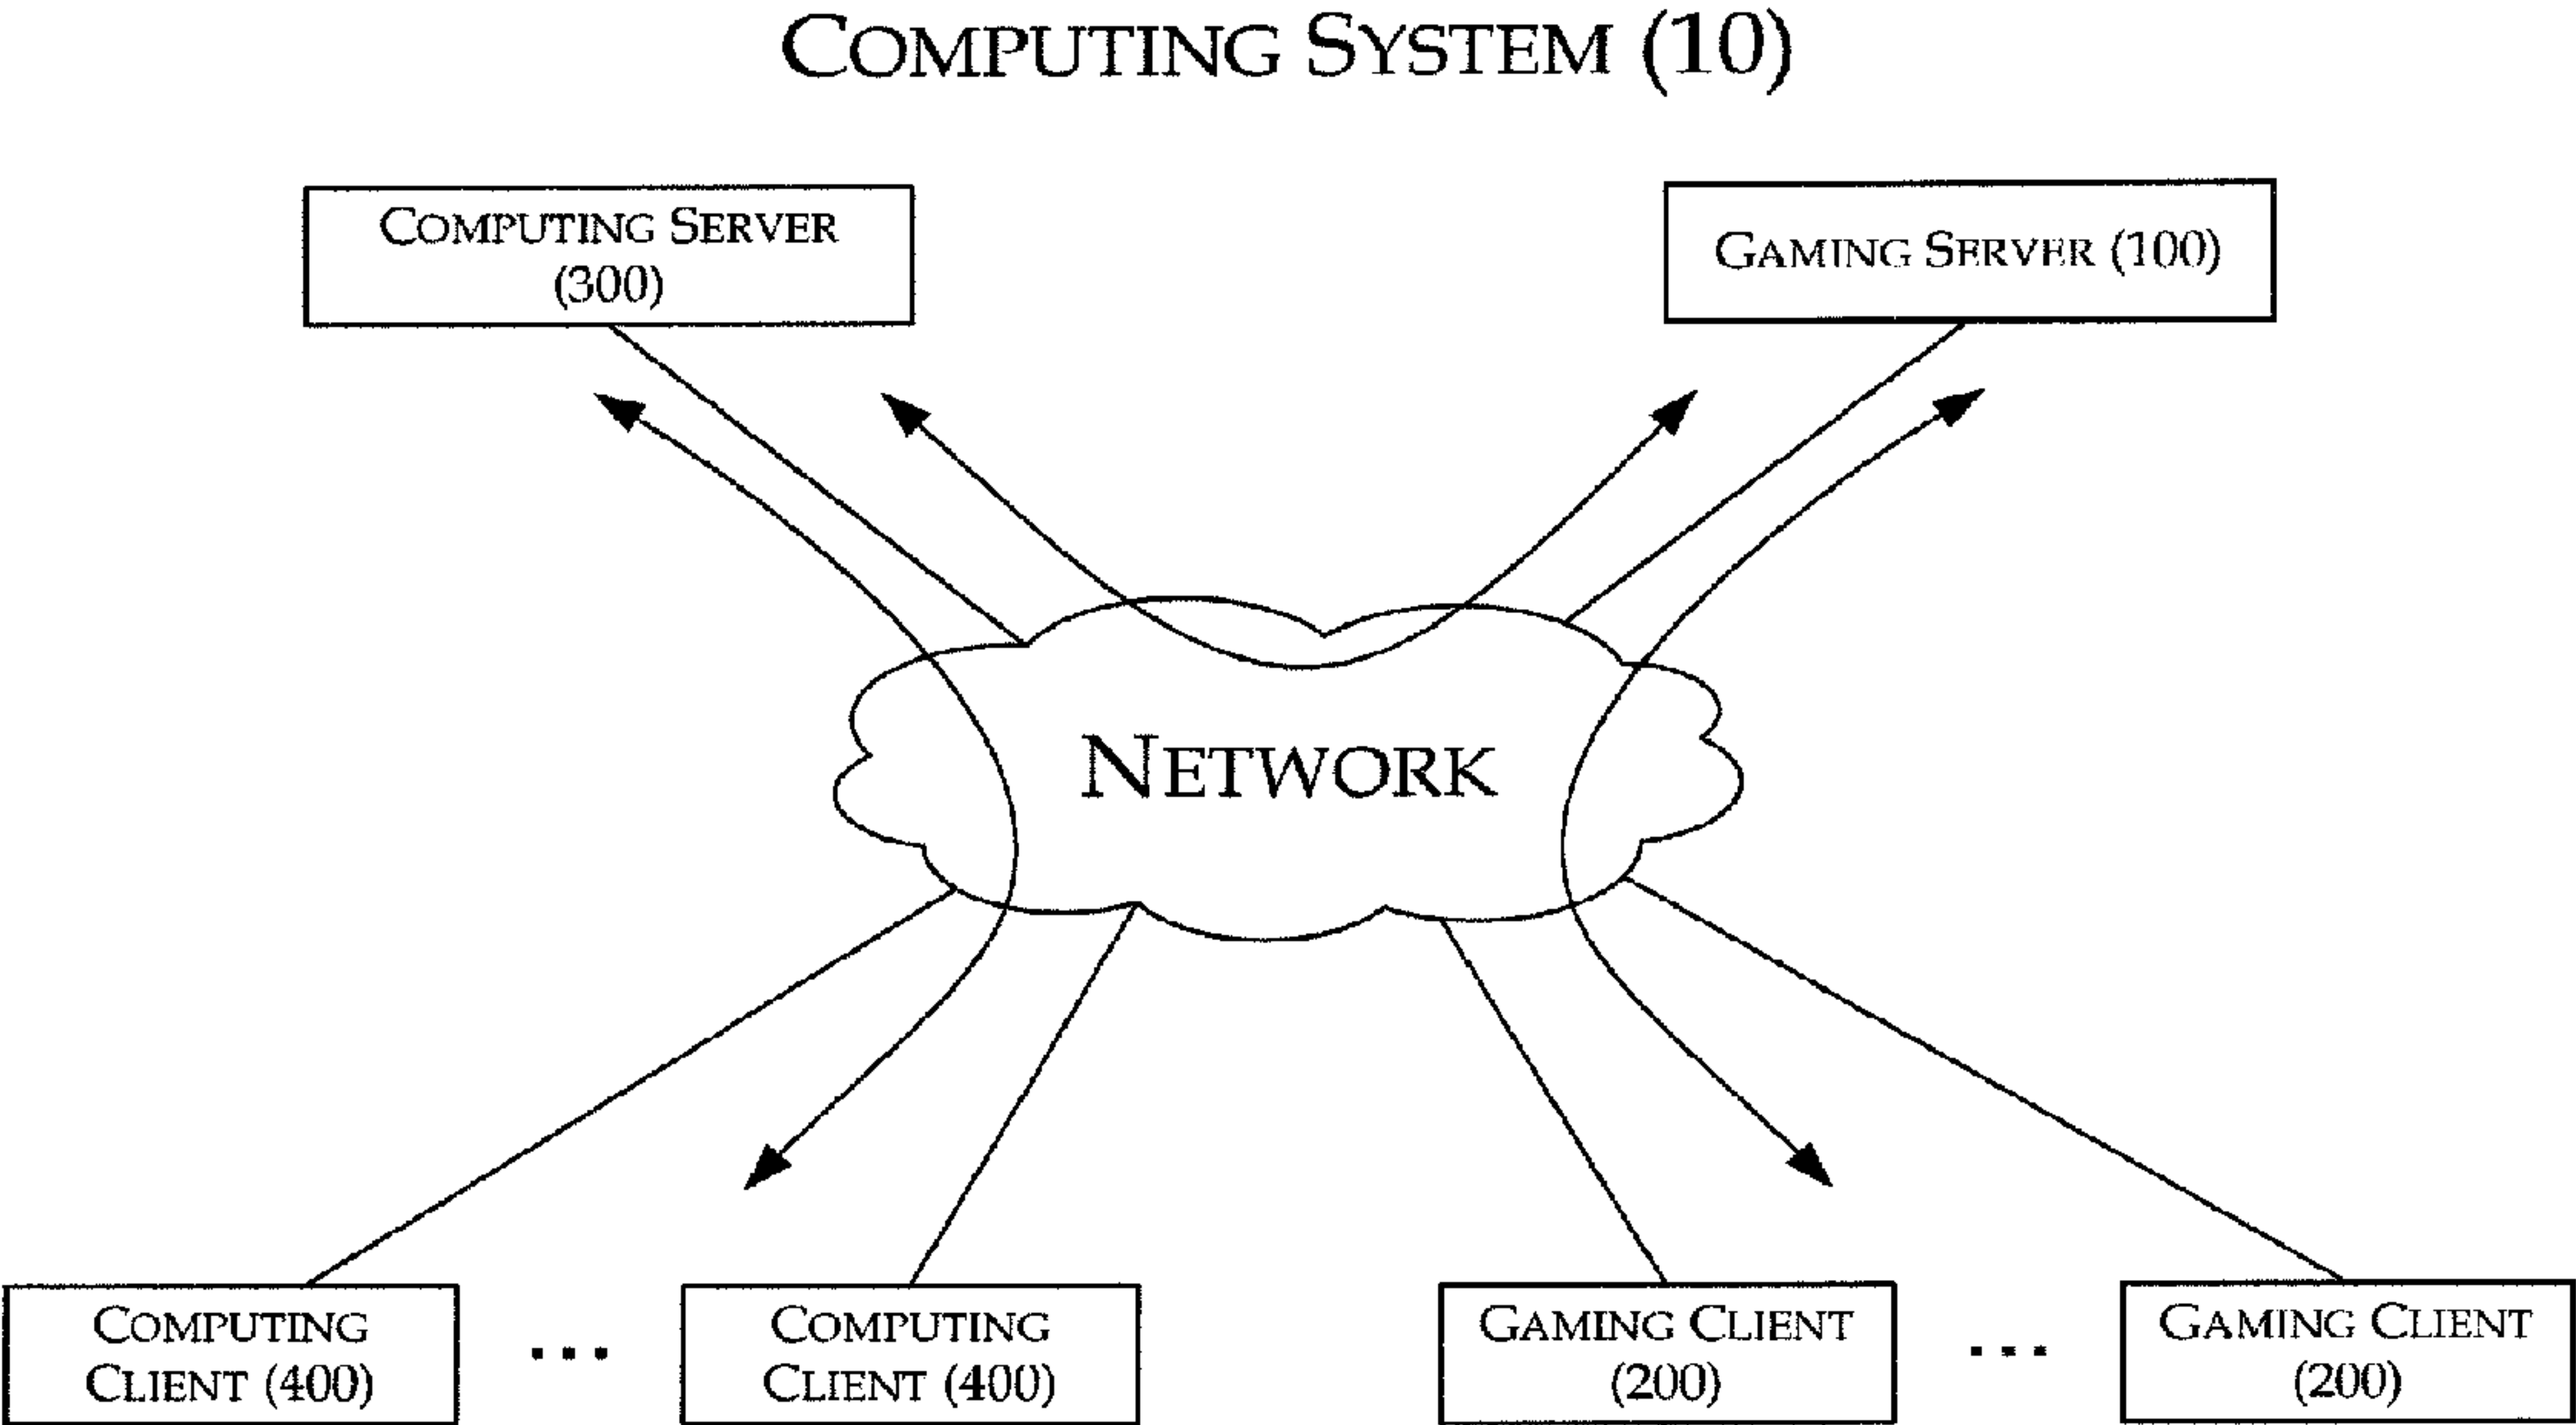 COMPUTING SYSTEM (10)
COMPUTING SERVER
(300)
GAMING SERVER (100)
NETWORK
COMPUTING
CLIENT (400)
...
COMPUTING
CLIENT (400)
GAMING CLIENT
(200)
...
GAMING CLIENT
(200)